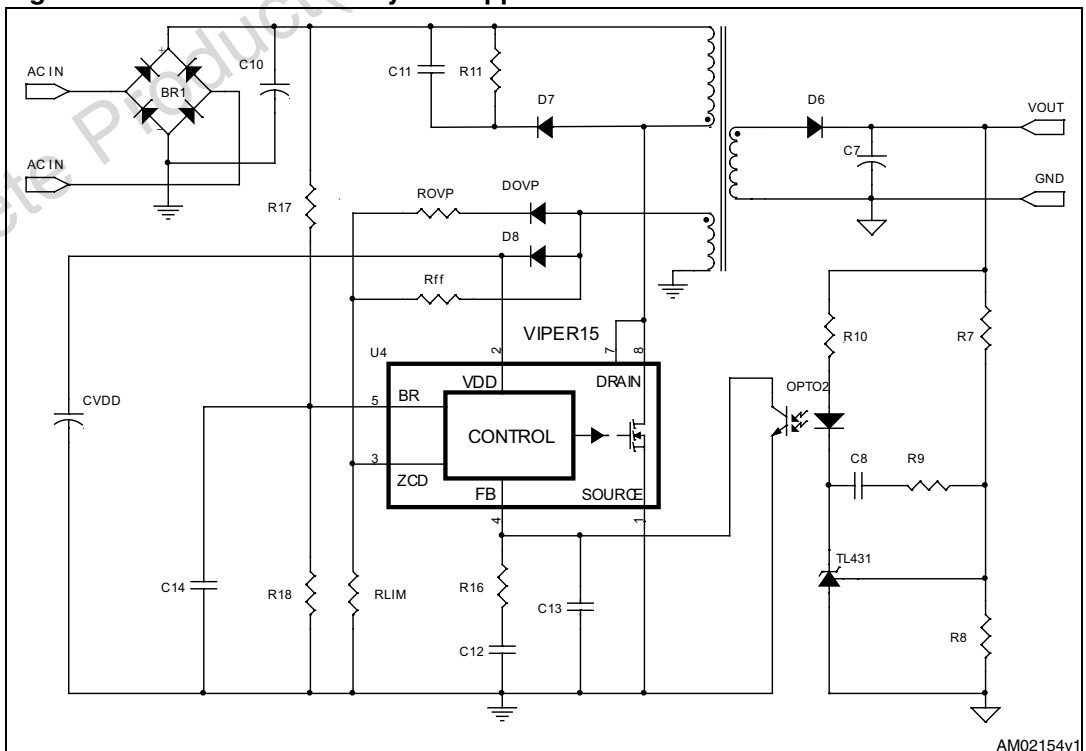 AC IN
BR1
C10
AC IN
R17
C11
R11
D7
D6
VOUT
C7
GND
ROVP
DOVP
D8
Rff
VIPER15
U4
2
7
8
VDD
DRAIN
5
BR
CONTROL
3
ZCD
FB
SOURCE
4
1
CVDD
R10
R7
OPTO2
C8
R9
TL431
C14
R18
RLIM
R16
C13
C12
R8
AM02154v1